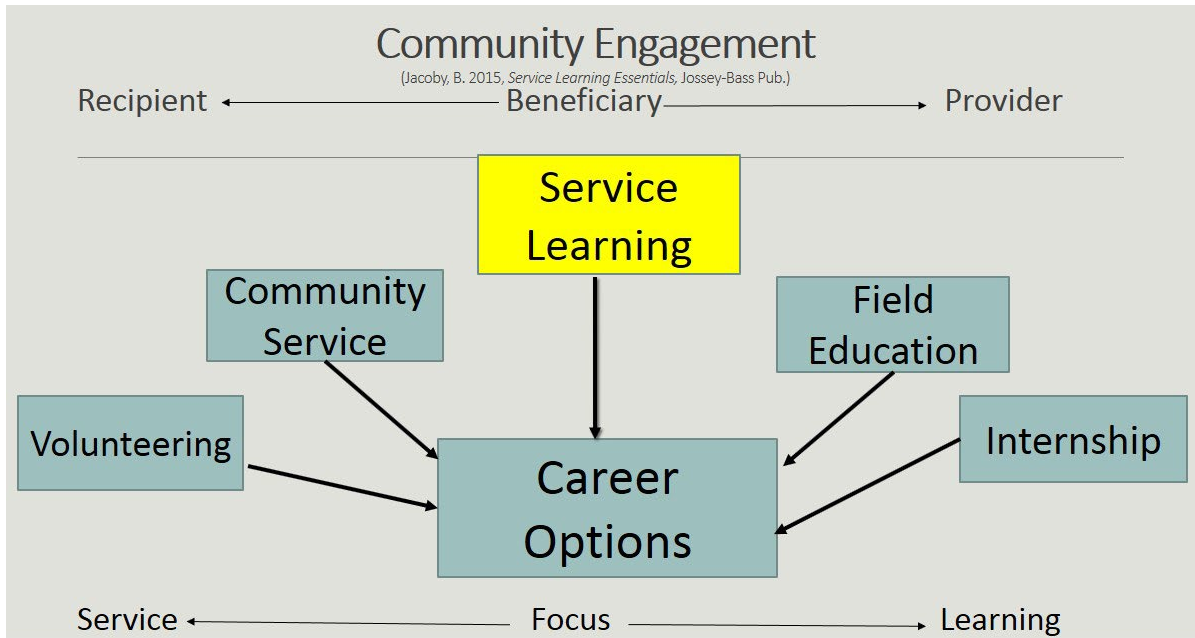 Community Engagement
(Jacoby, B. 2015, Service Learning Essentials, Jossey-Bass Pub.)
Recipient Beneficiary Provider
Service
Learning
Community
Service
Field
Education
Volunteering
Internship
Career
Options
Service Focus Learning